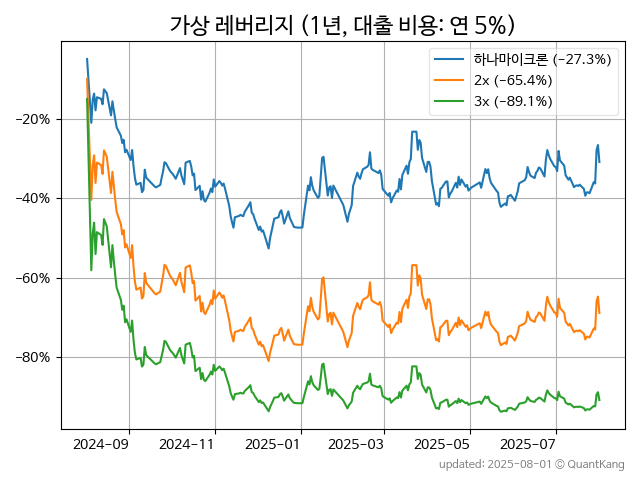 가상 레버리지 (1년, 대출 비용: 연 5%)
하나마이크론 (−27.3%)
2x (−65.4%)
3x (−89.1%)
−20%
−40%
−60%
−80%
2024-09 2024-11 2025-01 2025-03 2025-05 2025-07
updated: 2025-08-01 © QuantKang